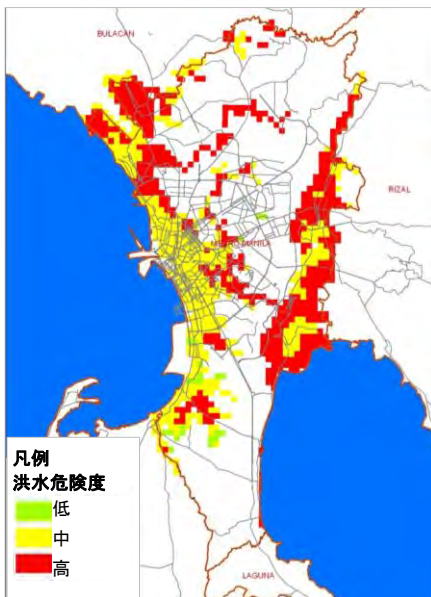 BULACAN
RIZAL
METRO MANILA
凡例
洪水危険度
低
中
高
LAGUNA